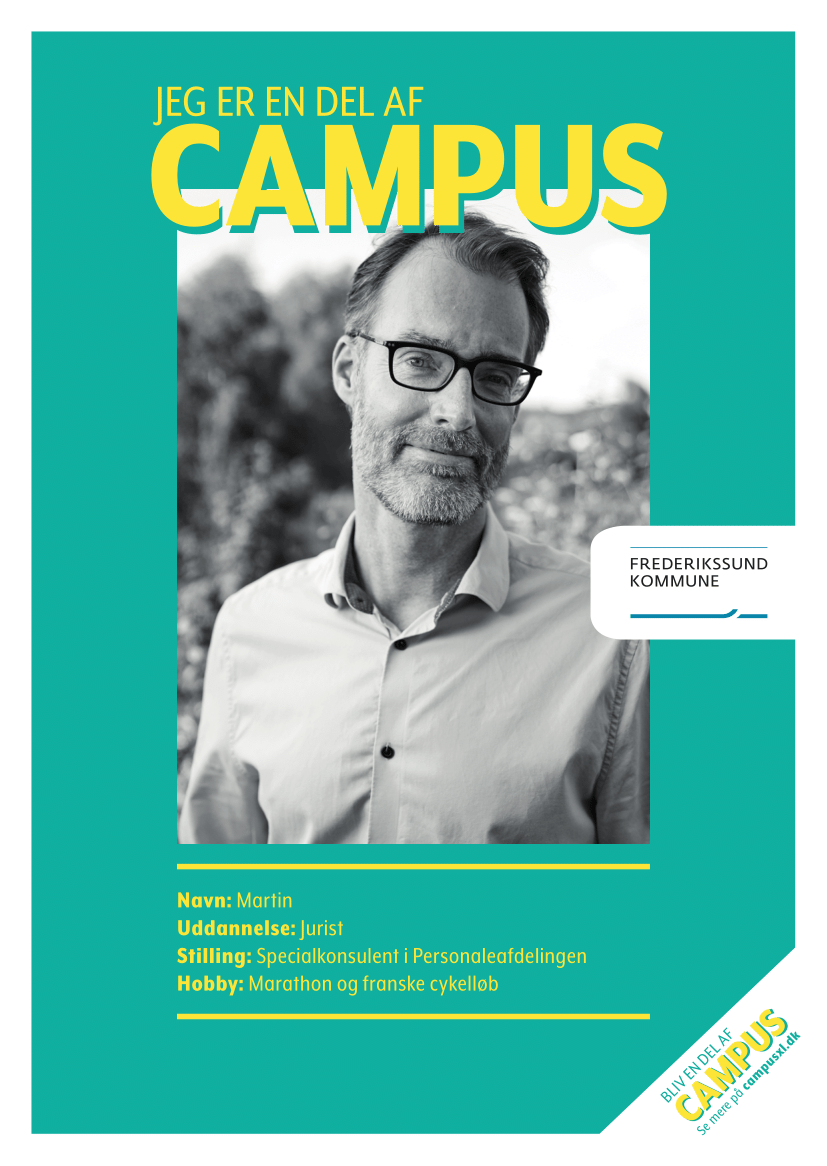 JEG ER EN DEL AF
CAMPUS
FREDERIKSSUND
KOMMUNE
Navn: Martin
Uddannelse: Jurist
Stilling: Specialkonsulent i Personaleafdelingen
Hobby: Marathon og franske cykelløb
BLIV EN DEL AF
CAMPUS
Se mere på campusxl.dk